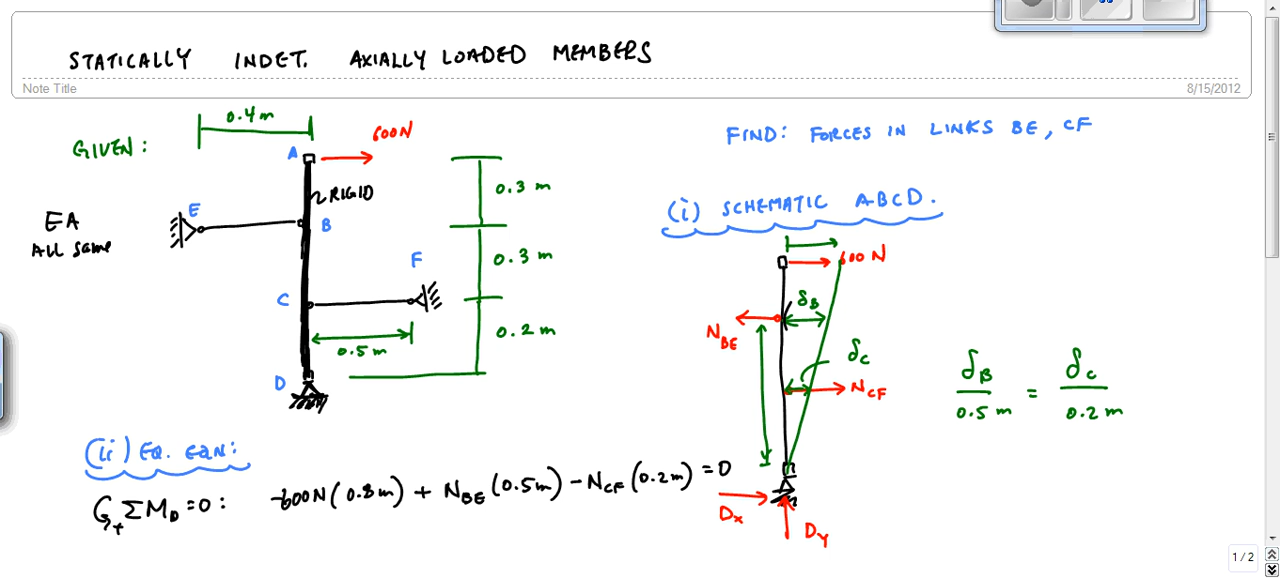 STATICALLY INDET. AXIALLY LOADED MEMBERS
Note Title
8/15/2012
GIVEN:
0.4 m
600N
A
RIGID
E
B
EA
ALL same
F
C
0.5 m
D
0.3 m
0.3 m
0.2 m
FIND: FORCES IN LINKS BE, CF
(i) SCHEMATIC ABCD.
600 N
δB
NBE
δC
NCF
Dx
Dy
δB / 0.5 m = δC / 0.2 m
(ii) EQ. EQN:
+ ΣMD = 0: -600N(0.8m) + NBE(0.5m) - NCF(0.2m) = 0
1 / 2